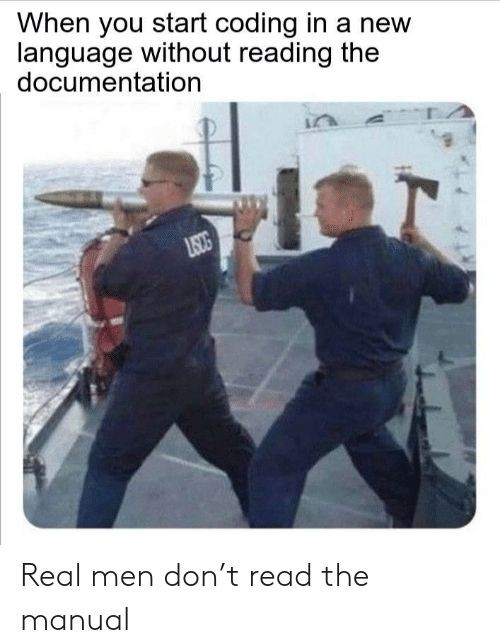 When you start coding in a new
language without reading the
documentation
USCG
Real men don’t read the
manual